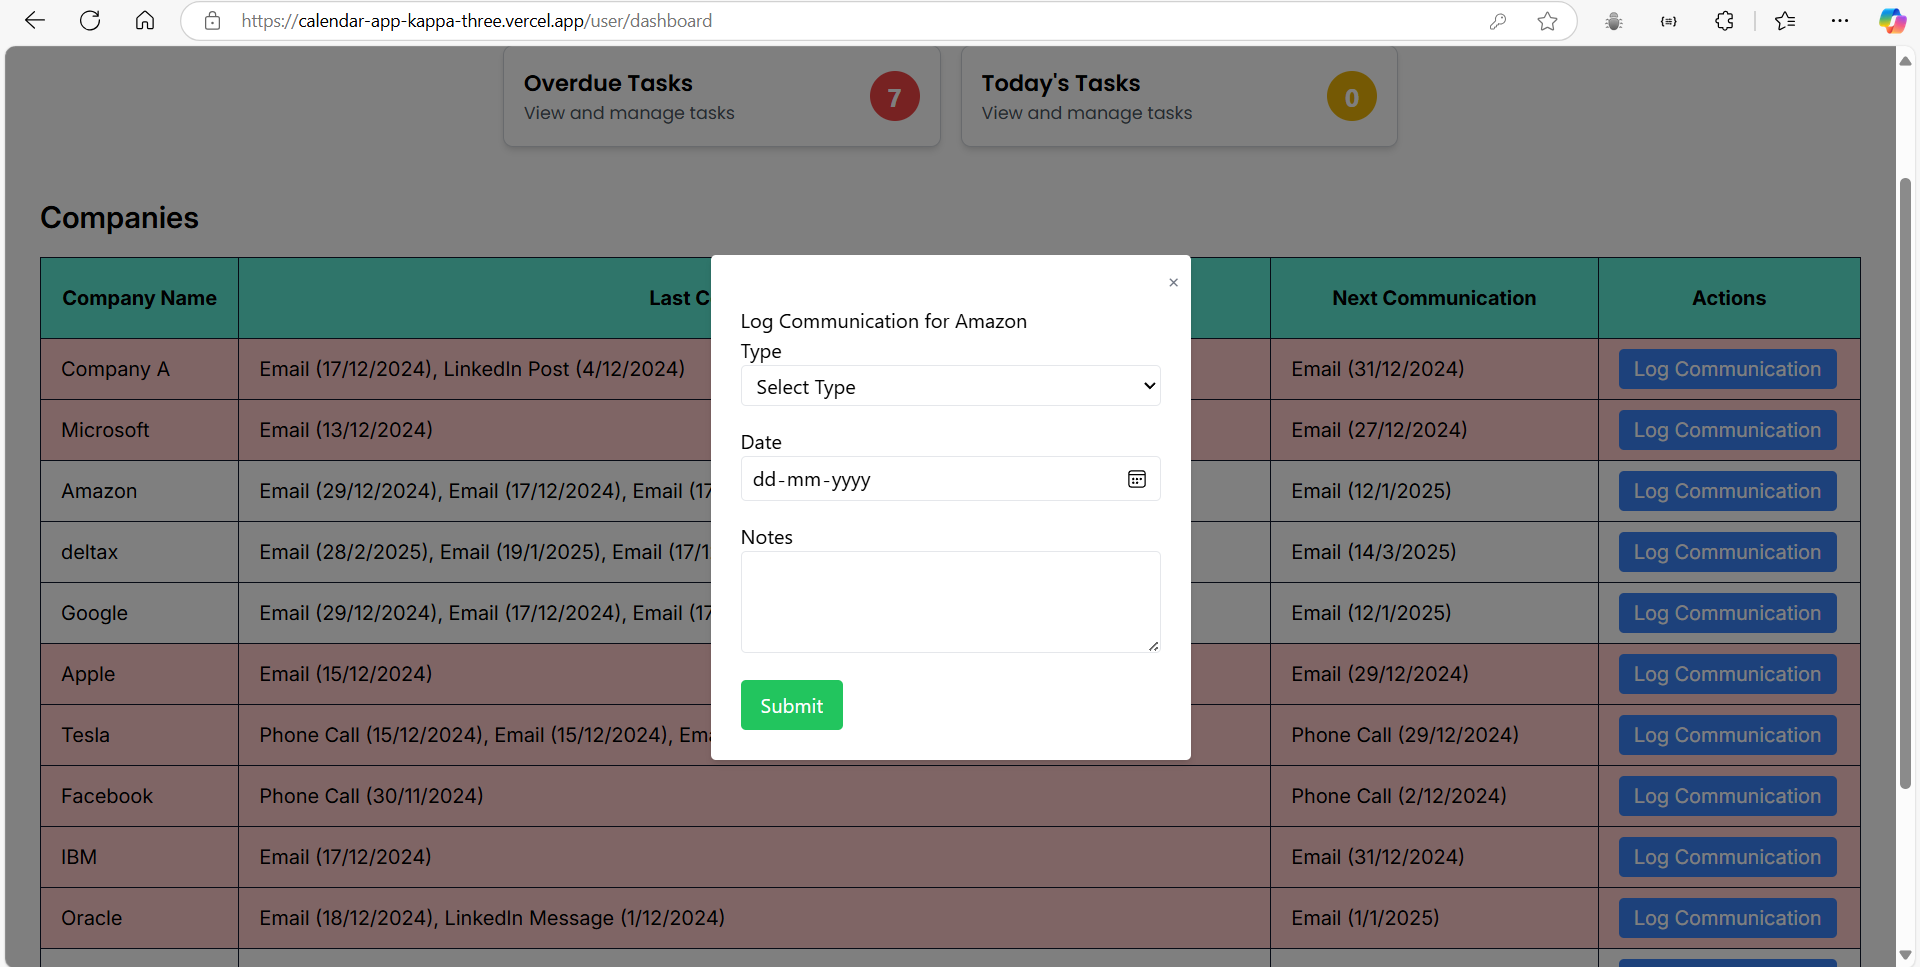 https://calendar-app-kappa-three.vercel.app/user/dashboard
Overdue Tasks
View and manage tasks
7
Today's Tasks
View and manage tasks
0
Companies
Company Name Last C Next Communication Actions
Company A Email (17/12/2024), LinkedIn Post (4/12/2024) Email (31/12/2024) Log Communication
Microsoft Email (13/12/2024) Email (27/12/2024) Log Communication
Amazon Email (29/12/2024), Email (17/12/2024), Email (17 Email (12/1/2025) Log Communication
deltax Email (28/2/2025), Email (19/1/2025), Email (17/1 Email (14/3/2025) Log Communication
Google Email (29/12/2024), Email (17/12/2024), Email (17 Email (12/1/2025) Log Communication
Apple Email (15/12/2024) Email (29/12/2024) Log Communication
Tesla Phone Call (15/12/2024), Email (15/12/2024), Ema Phone Call (29/12/2024) Log Communication
Facebook Phone Call (30/11/2024) Phone Call (2/12/2024) Log Communication
IBM Email (17/12/2024) Email (31/12/2024) Log Communication
Oracle Email (18/12/2024), LinkedIn Message (1/12/2024) Email (1/1/2025) Log Communication
×
Log Communication for Amazon
Type
Select Type
Date
dd-mm-yyyy
Notes
Submit